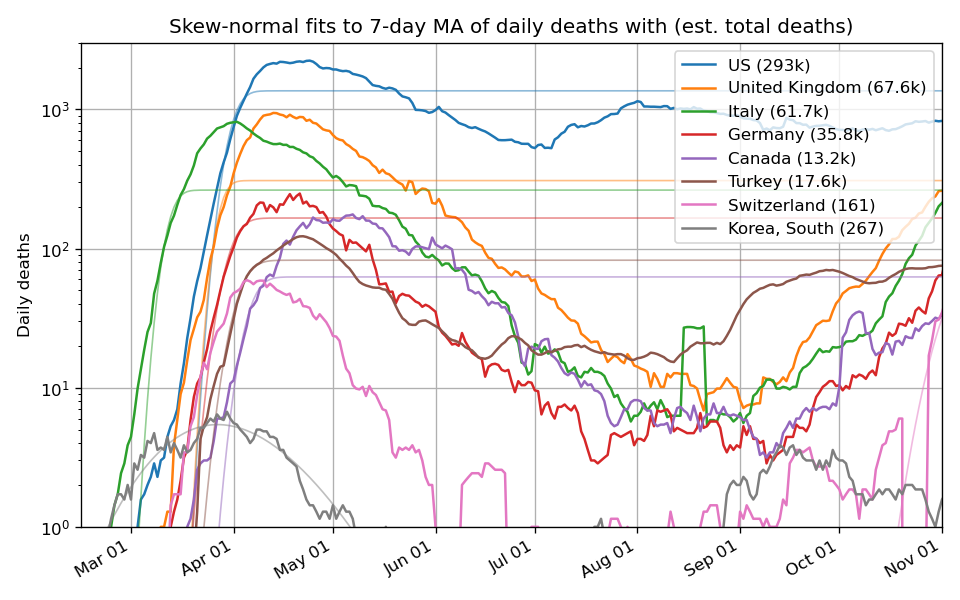 Skew-normal fits to 7-day MA of daily deaths with (est. total deaths)
Daily deaths
10³
10²
10¹
10⁰
US (293k)
United Kingdom (67.6k)
Italy (61.7k)
Germany (35.8k)
Canada (13.2k)
Turkey (17.6k)
Switzerland (161)
Korea, South (267)
Mar 01
Apr 01
May 01
Jun 01
Jul 01
Aug 01
Sep 01
Oct 01
Nov 01